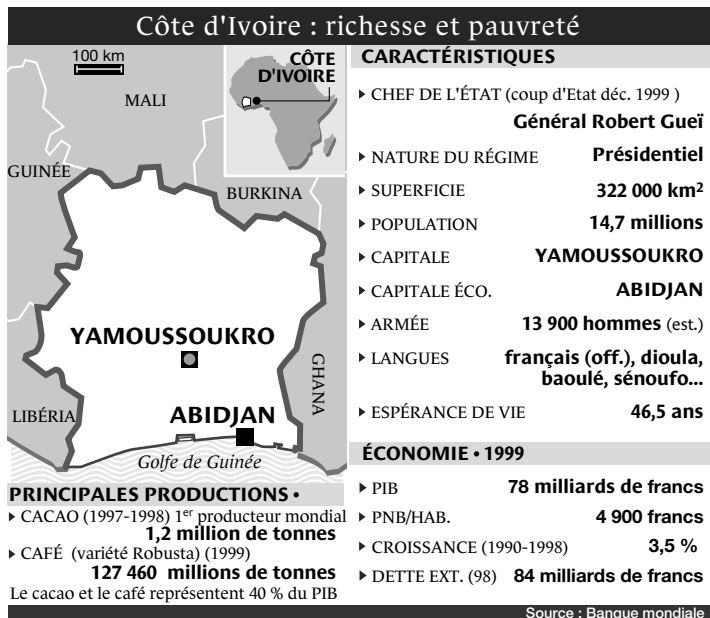 Côte d'Ivoire : richesse et pauvreté
100 km
MALI
GUINÉE
BURKINA
CÔTE
D'IVOIRE
YAMOUSSOUKRO
GHANA
LIBÉRIA
ABIDJAN
Golfe de Guinée
PRINCIPALES PRODUCTIONS •
CACAO (1997-1998) 1er producteur mondial
1,2 million de tonnes
CAFÉ (variété Robusta) (1999)
127 460 millions de tonnes
Le cacao et le café représentent 40 % du PIB
CARACTÉRISTIQUES
CHEF DE L'ÉTAT (coup d'Etat déc. 1999 )
Général Robert Gueï
NATURE DU RÉGIME Présidentiel
SUPERFICIE 322 000 km2
POPULATION 14,7 millions
CAPITALE YAMOUSSOUKRO
CAPITALE ÉCO. ABIDJAN
ARMÉE 13 900 hommes (est.)
LANGUES français (off.), dioula,
baoulé, sénoufo...
ESPÉRANCE DE VIE 46,5 ans
ÉCONOMIE • 1999
PIB 78 milliards de francs
PNB/HAB. 4 900 francs
CROISSANCE (1990-1998) 3,5 %
DETTE EXT. (98) 84 milliards de francs
Source : Banque mondiale